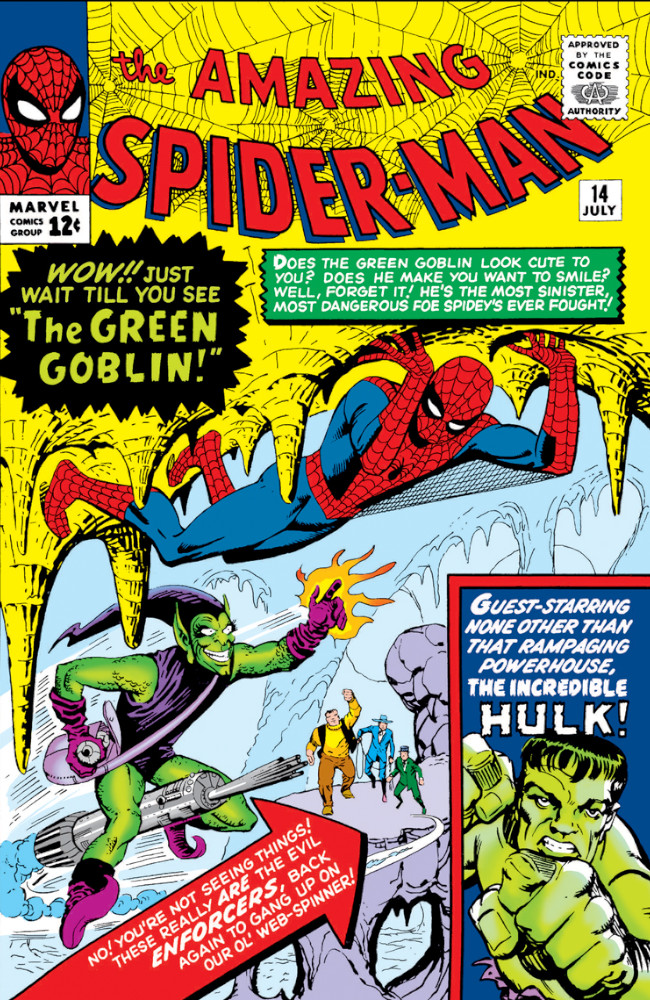 the AMAZING
SPIDER-MAN
IND.
APPROVED
BY THE
COMICS
CODE
CA
AUTHORITY
MARVEL
COMICS
GROUP 12¢
14
JULY
WOW!! JUST
WAIT TILL YOU SEE
"The GREEN
GOBLIN!"
DOES THE GREEN GOBLIN LOOK CUTE TO
YOU? DOES HE MAKE YOU WANT TO SMILE?
WELL, FORGET IT! HE'S THE MOST SINISTER,
MOST DANGEROUS FOE SPIDEY'S EVER FOUGHT!
GUEST-STARRING
NONE OTHER THAN
THAT RAMPAGING
POWERHOUSE,
THE INCREDIBLE
HULK!
NO! YOU'RE NOT SEEING THINGS!
THESE REALLY ARE THE EVIL
ENFORCERS, BACK
AGAIN TO GANG UP ON
OUR OL' WEB-SPINNER!